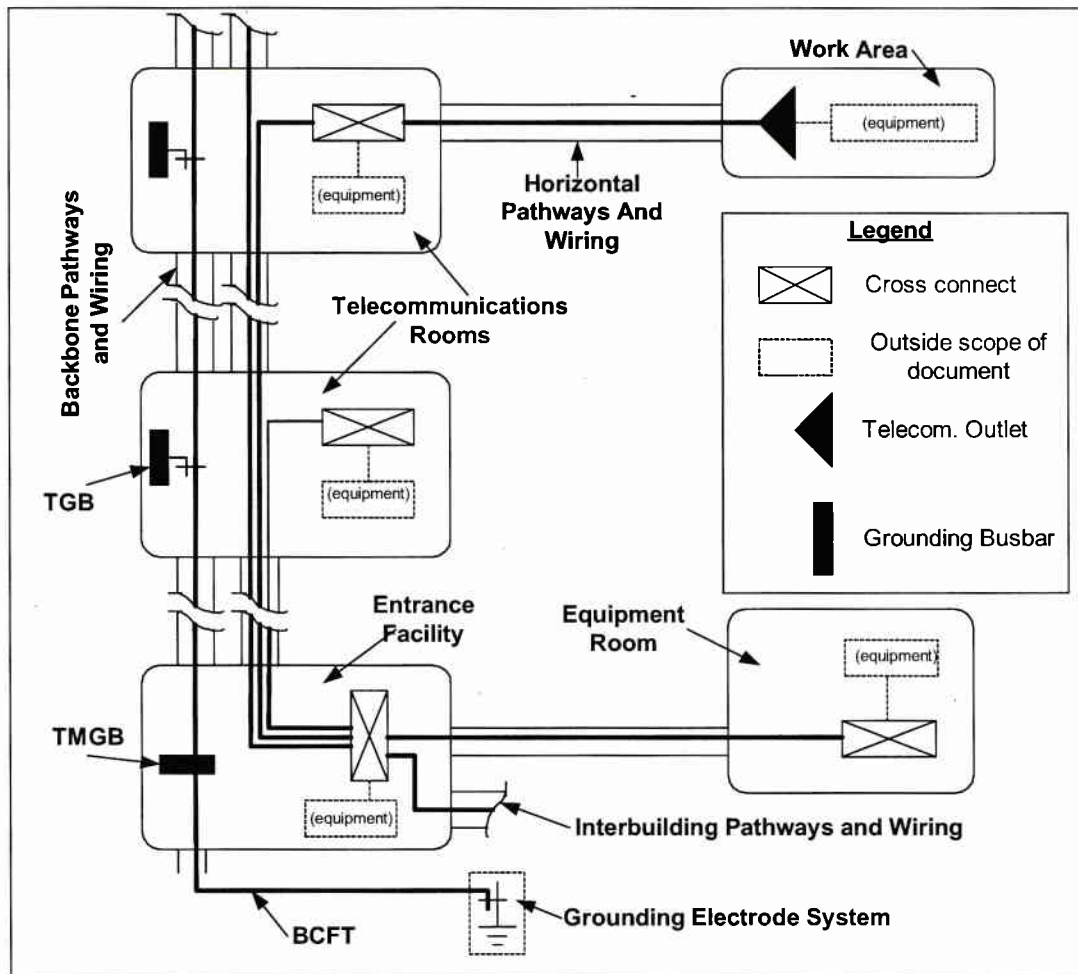 Work Area
(equipment)
(equipment)
Horizontal
Pathways And
Wiring
Backbone Pathways
and Wiring
Telecommunications
Rooms
Legend
Cross connect
Outside scope of
document
Telecom. Outlet
Grounding Busbar
(equipment)
TGB
Entrance
Facility
Equipment
Room
(equipment)
TMGB
(equipment)
Interbuilding Pathways and Wiring
Grounding Electrode System
BCFT